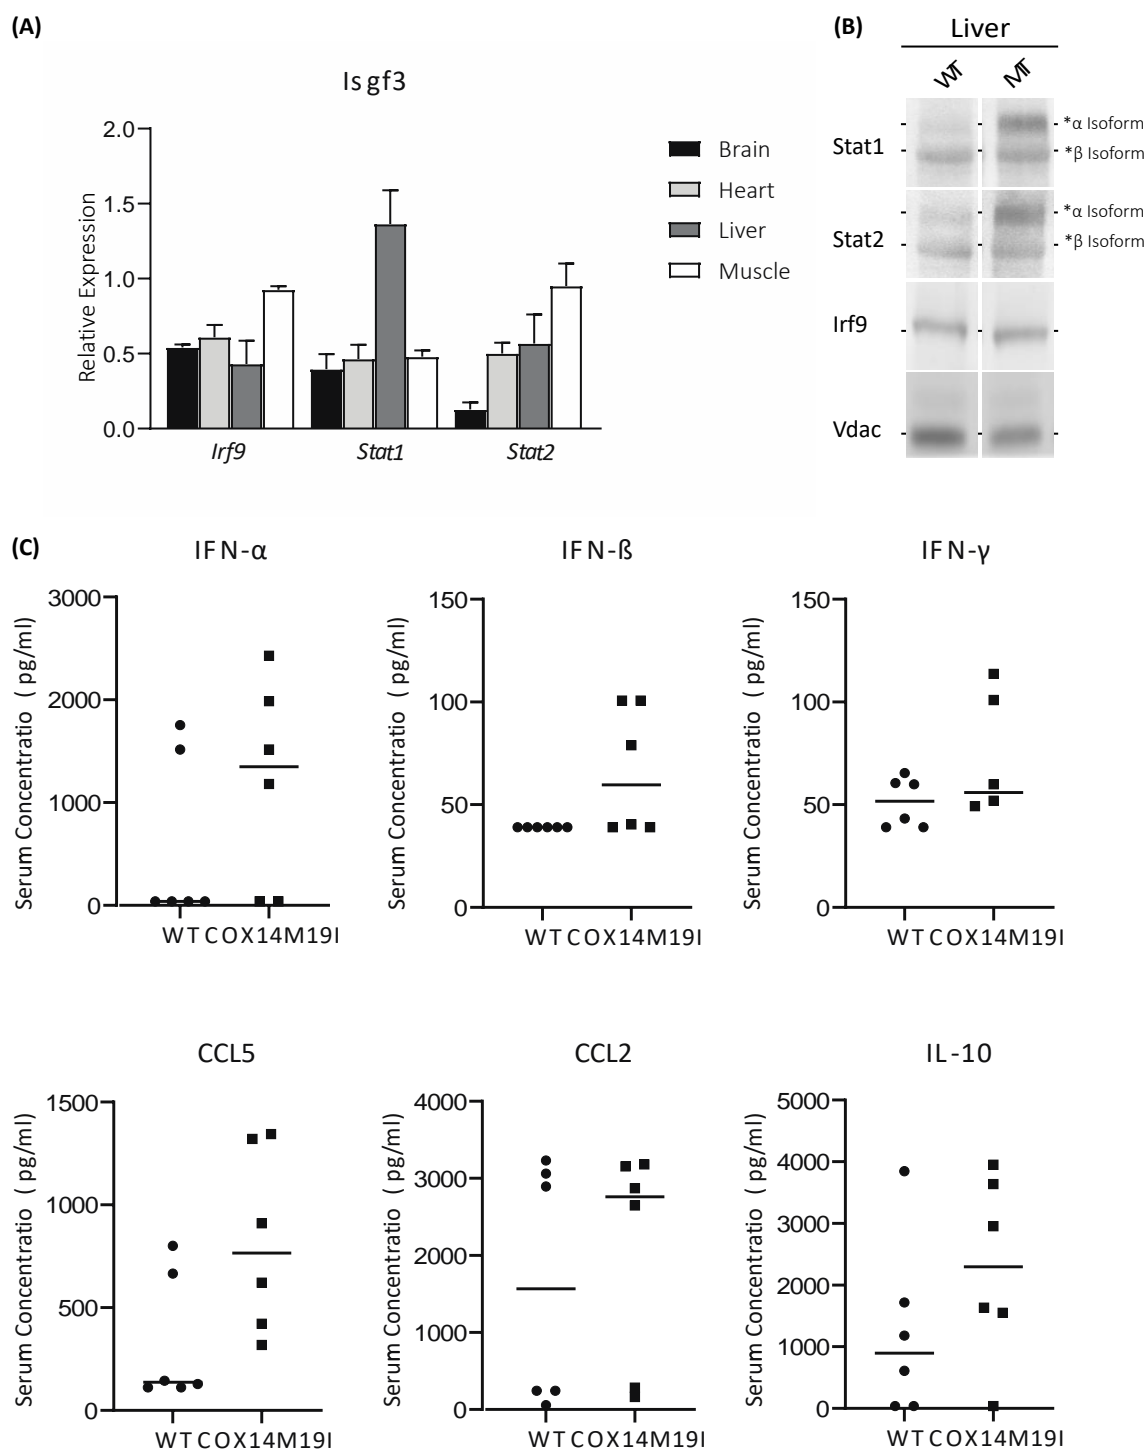 (A)
Isgf3
Relative Expression
2.0
1.5
1.0
0.5
0.0
Irf9 Stat1 Stat2
Brain
Heart
Liver
Muscle
(B)
Liver
WT MT
Stat1
*α Isoform
*β Isoform
Stat2
*α Isoform
*β Isoform
Irf9
Vdac
(C)
IFN-α
Serum Concentratio ( pg/ml)
3000
2000
1000
0
WT COX14M19I
IFN-ß
Serum Concentratio ( pg/ml)
150
100
50
0
WT COX14M19I
IFN-γ
Serum Concentratio ( pg/ml)
150
100
50
0
WT COX14M19I
CCL5
Serum Concentratio ( pg/ml)
1500
1000
500
0
WT COX14M19I
CCL2
Serum Concentratio ( pg/ml)
4000
3000
2000
1000
0
WT COX14M19I
IL-10
Serum Concentratio ( pg/ml)
5000
4000
3000
2000
1000
0
WT COX14M19I